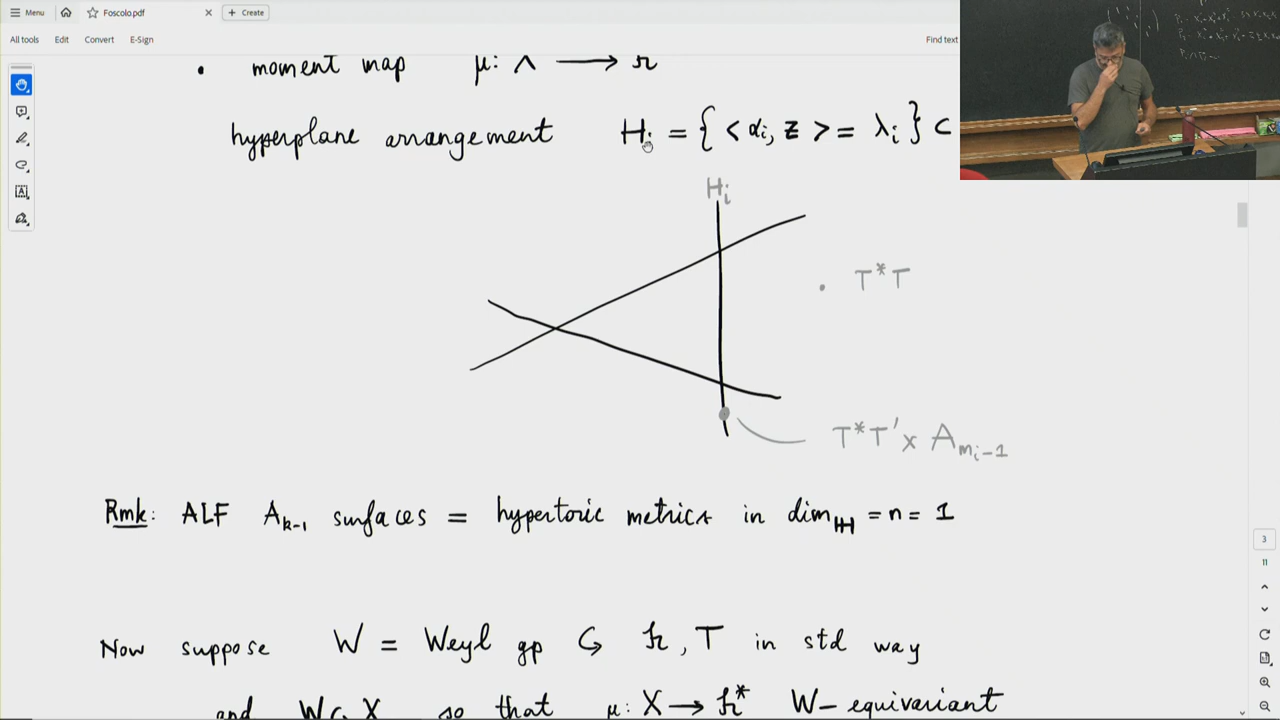 Menu Foscolo.pdf × + Create
All tools Edit Convert E-Sign Find text
• moment map μ: Λ ⟶
hyperplane arrangement H_i = { < α_i, z > = λ_i } ⊂
H_i
• T*T
T*T' × A_{m_i-1}
Rmk: ALF A_{k-1} surfaces = hypertoric metrics in dim_ℍ = n = 1
3
11
Now suppose W = Weyl gp ↻ 𝔥, T in std way
and W ↻ X so that μ: X → 𝔥* W- equivariant